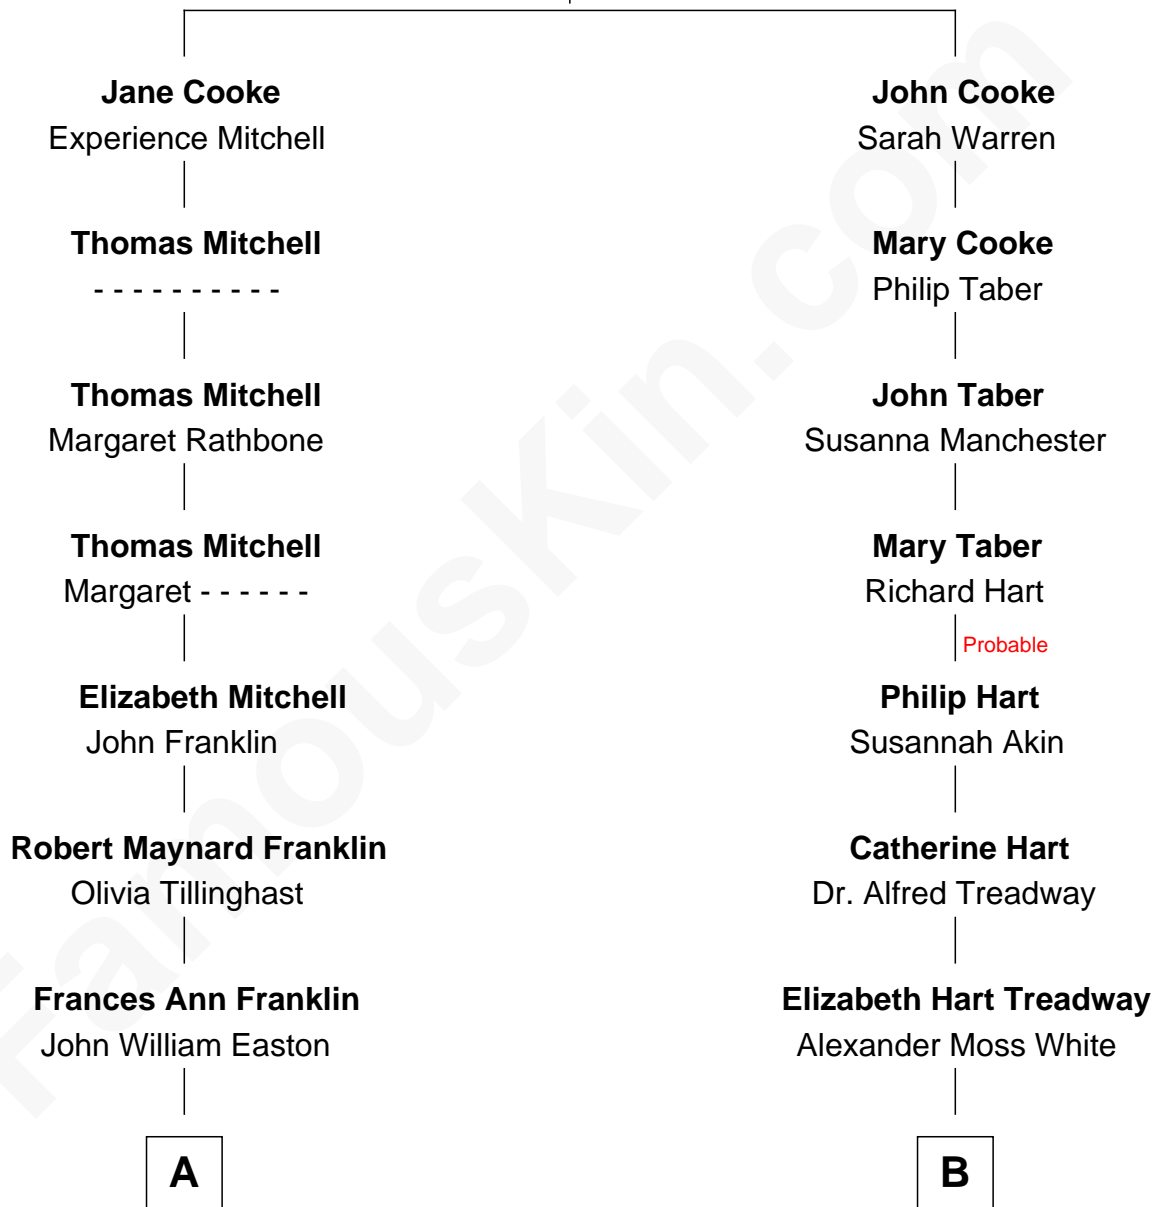 Jane Cooke
Experience Mitchell
Thomas Mitchell
- - - - - - - - - -
Thomas Mitchell
Margaret Rathbone
Thomas Mitchell
Margaret - - - - - -
Elizabeth Mitchell
John Franklin
Robert Maynard Franklin
Olivia Tillinghast
Frances Ann Franklin
John William Easton
A
John Cooke
Sarah Warren
Mary Cooke
Philip Taber
John Taber
Susanna Manchester
Mary Taber
Richard Hart
Probable
Philip Hart
Susannah Akin
Catherine Hart
Dr. Alfred Treadway
Elizabeth Hart Treadway
Alexander Moss White
B
FamousKin.com